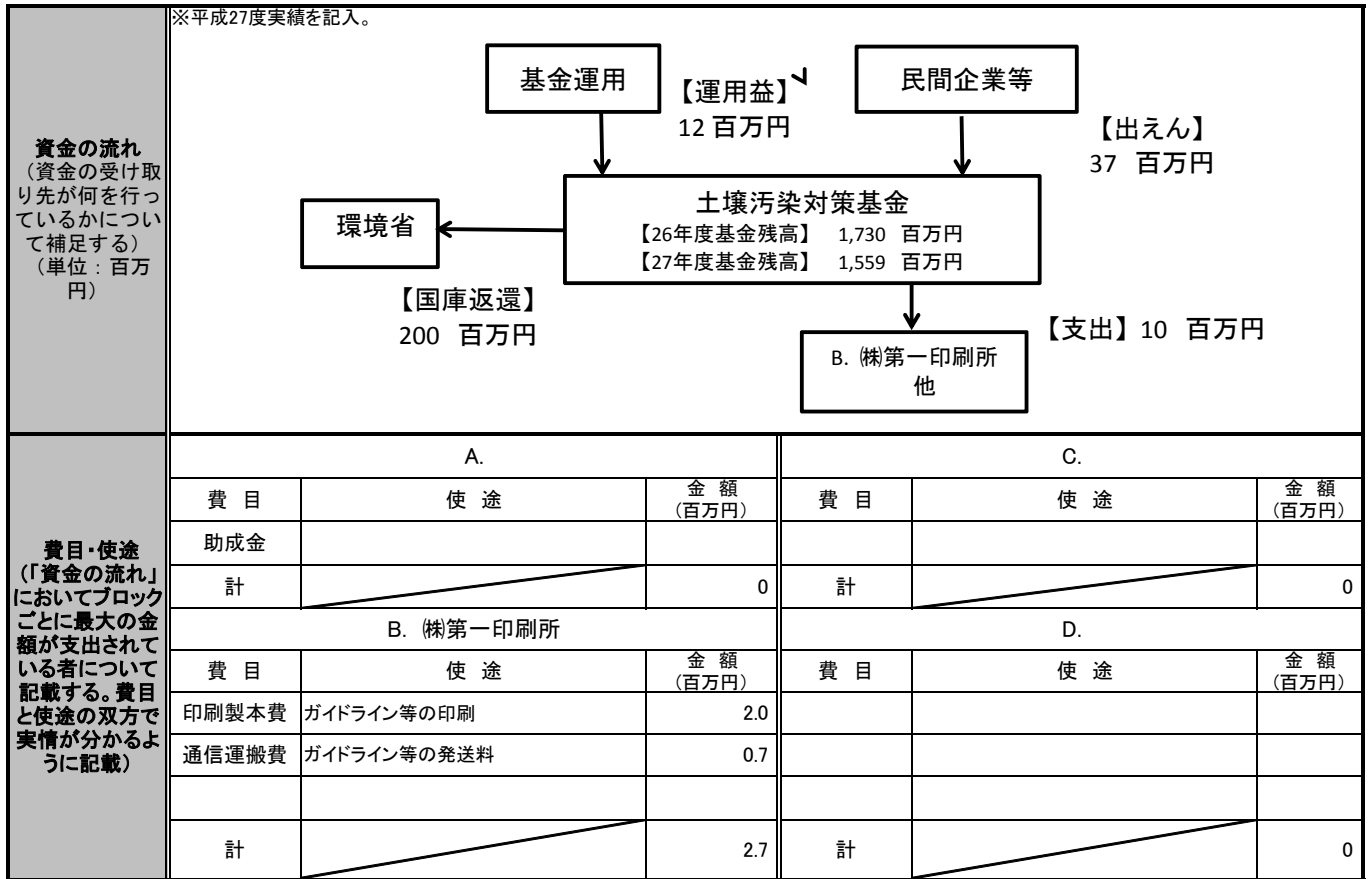 ※平成27度実績を記入。
資金の流れ
（資金の受け取
り先が何を行っ
ているかについ
て補足する）
（単位：百万
円）
基金運用
【運用益】
12 百万円
民間企業等
【出えん】
37 百万円
土壌汚染対策基金
【26年度基金残高】 1,730 百万円
【27年度基金残高】 1,559 百万円
環境省
【国庫返還】
200 百万円
【支出】10 百万円
B. ㈱第一印刷所
他
費目・使途
（「資金の流れ」
においてブロック
ごとに最大の金
額が支出されて
いる者について
記載する。費目
と使途の双方で
実情が分かるよ
うに記載）
A.
費 目 使 途 金 額
（百万円）
助成金
計 0
B. ㈱第一印刷所
費 目 使 途 金 額
（百万円）
印刷製本費 ガイドライン等の印刷 2.0
通信運搬費 ガイドライン等の発送料 0.7
計 2.7
C.
費 目 使 途 金 額
（百万円）
計 0
D.
費 目 使 途 金 額
（百万円）
計 0